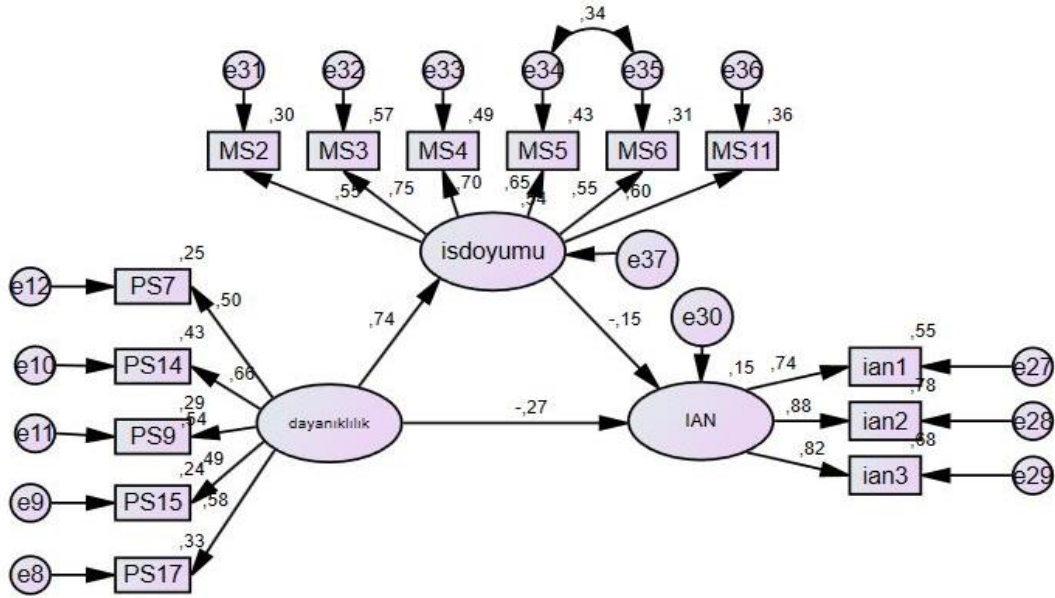 ,34
e31 e32 e33 e34 e35 e36
,30 ,57 ,49 ,43 ,31 ,36
MS2 MS3 MS4 MS5 MS6 MS11
,55 ,75 ,70 ,65 ,54 ,55 ,60
isdoyumu
e37
,25
e12 PS7
,50
,74
-,15
e30
,43
e10 PS14
,66
,15 ,74
,55
ian1 e27
,29
e11 PS9
,54
dayanıklılık
-,27
IAN
,88
,78
ian2 e28
,82
,68
ian3 e29
,24 ,49
e9 PS15
,58
,33
e8 PS17